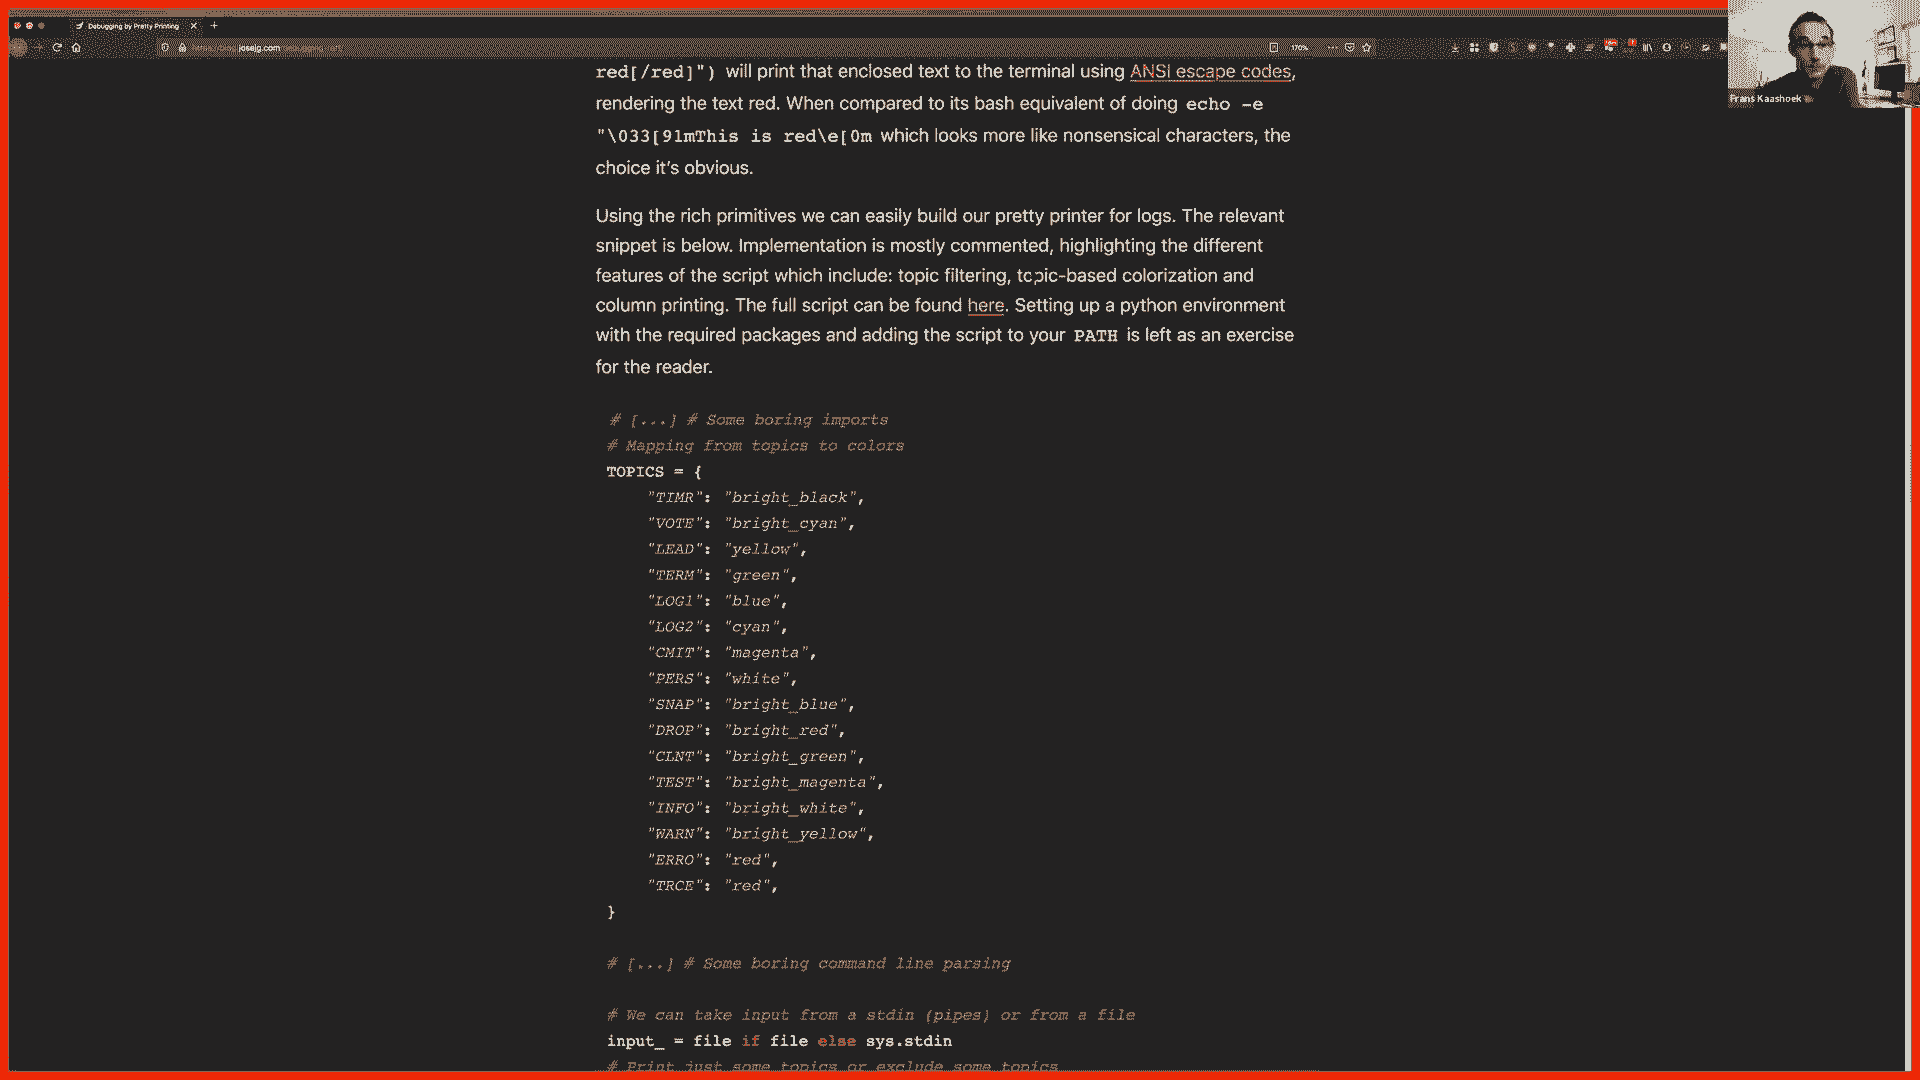 Debugging by Pretty Printing
https://blog.josejg.com/debugging-raft/
170%
Frans Kaashoek
red[/red]") will print that enclosed text to the terminal using ANSI escape codes,
rendering the text red. When compared to its bash equivalent of doing echo -e
"\033[91mThis is red\e[0m which looks more like nonsensical characters, the
choice it's obvious.
Using the rich primitives we can easily build our pretty printer for logs. The relevant
snippet is below. Implementation is mostly commented, highlighting the different
features of the script which include: topic filtering, topic-based colorization and
column printing. The full script can be found here. Setting up a python environment
with the required packages and adding the script to your PATH is left as an exercise
for the reader.
# [...] # Some boring imports
# Mapping from topics to colors
TOPICS = {
"TIMR": "bright_black",
"VOTE": "bright_cyan",
"LEAD": "yellow",
"TERM": "green",
"LOG1": "blue",
"LOG2": "cyan",
"CMIT": "magenta",
"PERS": "white",
"SNAP": "bright_blue",
"DROP": "bright_red",
"CLNT": "bright_green",
"TEST": "bright_magenta",
"INFO": "bright_white",
"WARN": "bright_yellow",
"ERRO": "red",
"TRCE": "red",
}
# [...] # Some boring command line parsing
# We can take input from a stdin (pipes) or from a file
input_ = file if file else sys.stdin
# Print just some topics or exclude some topics